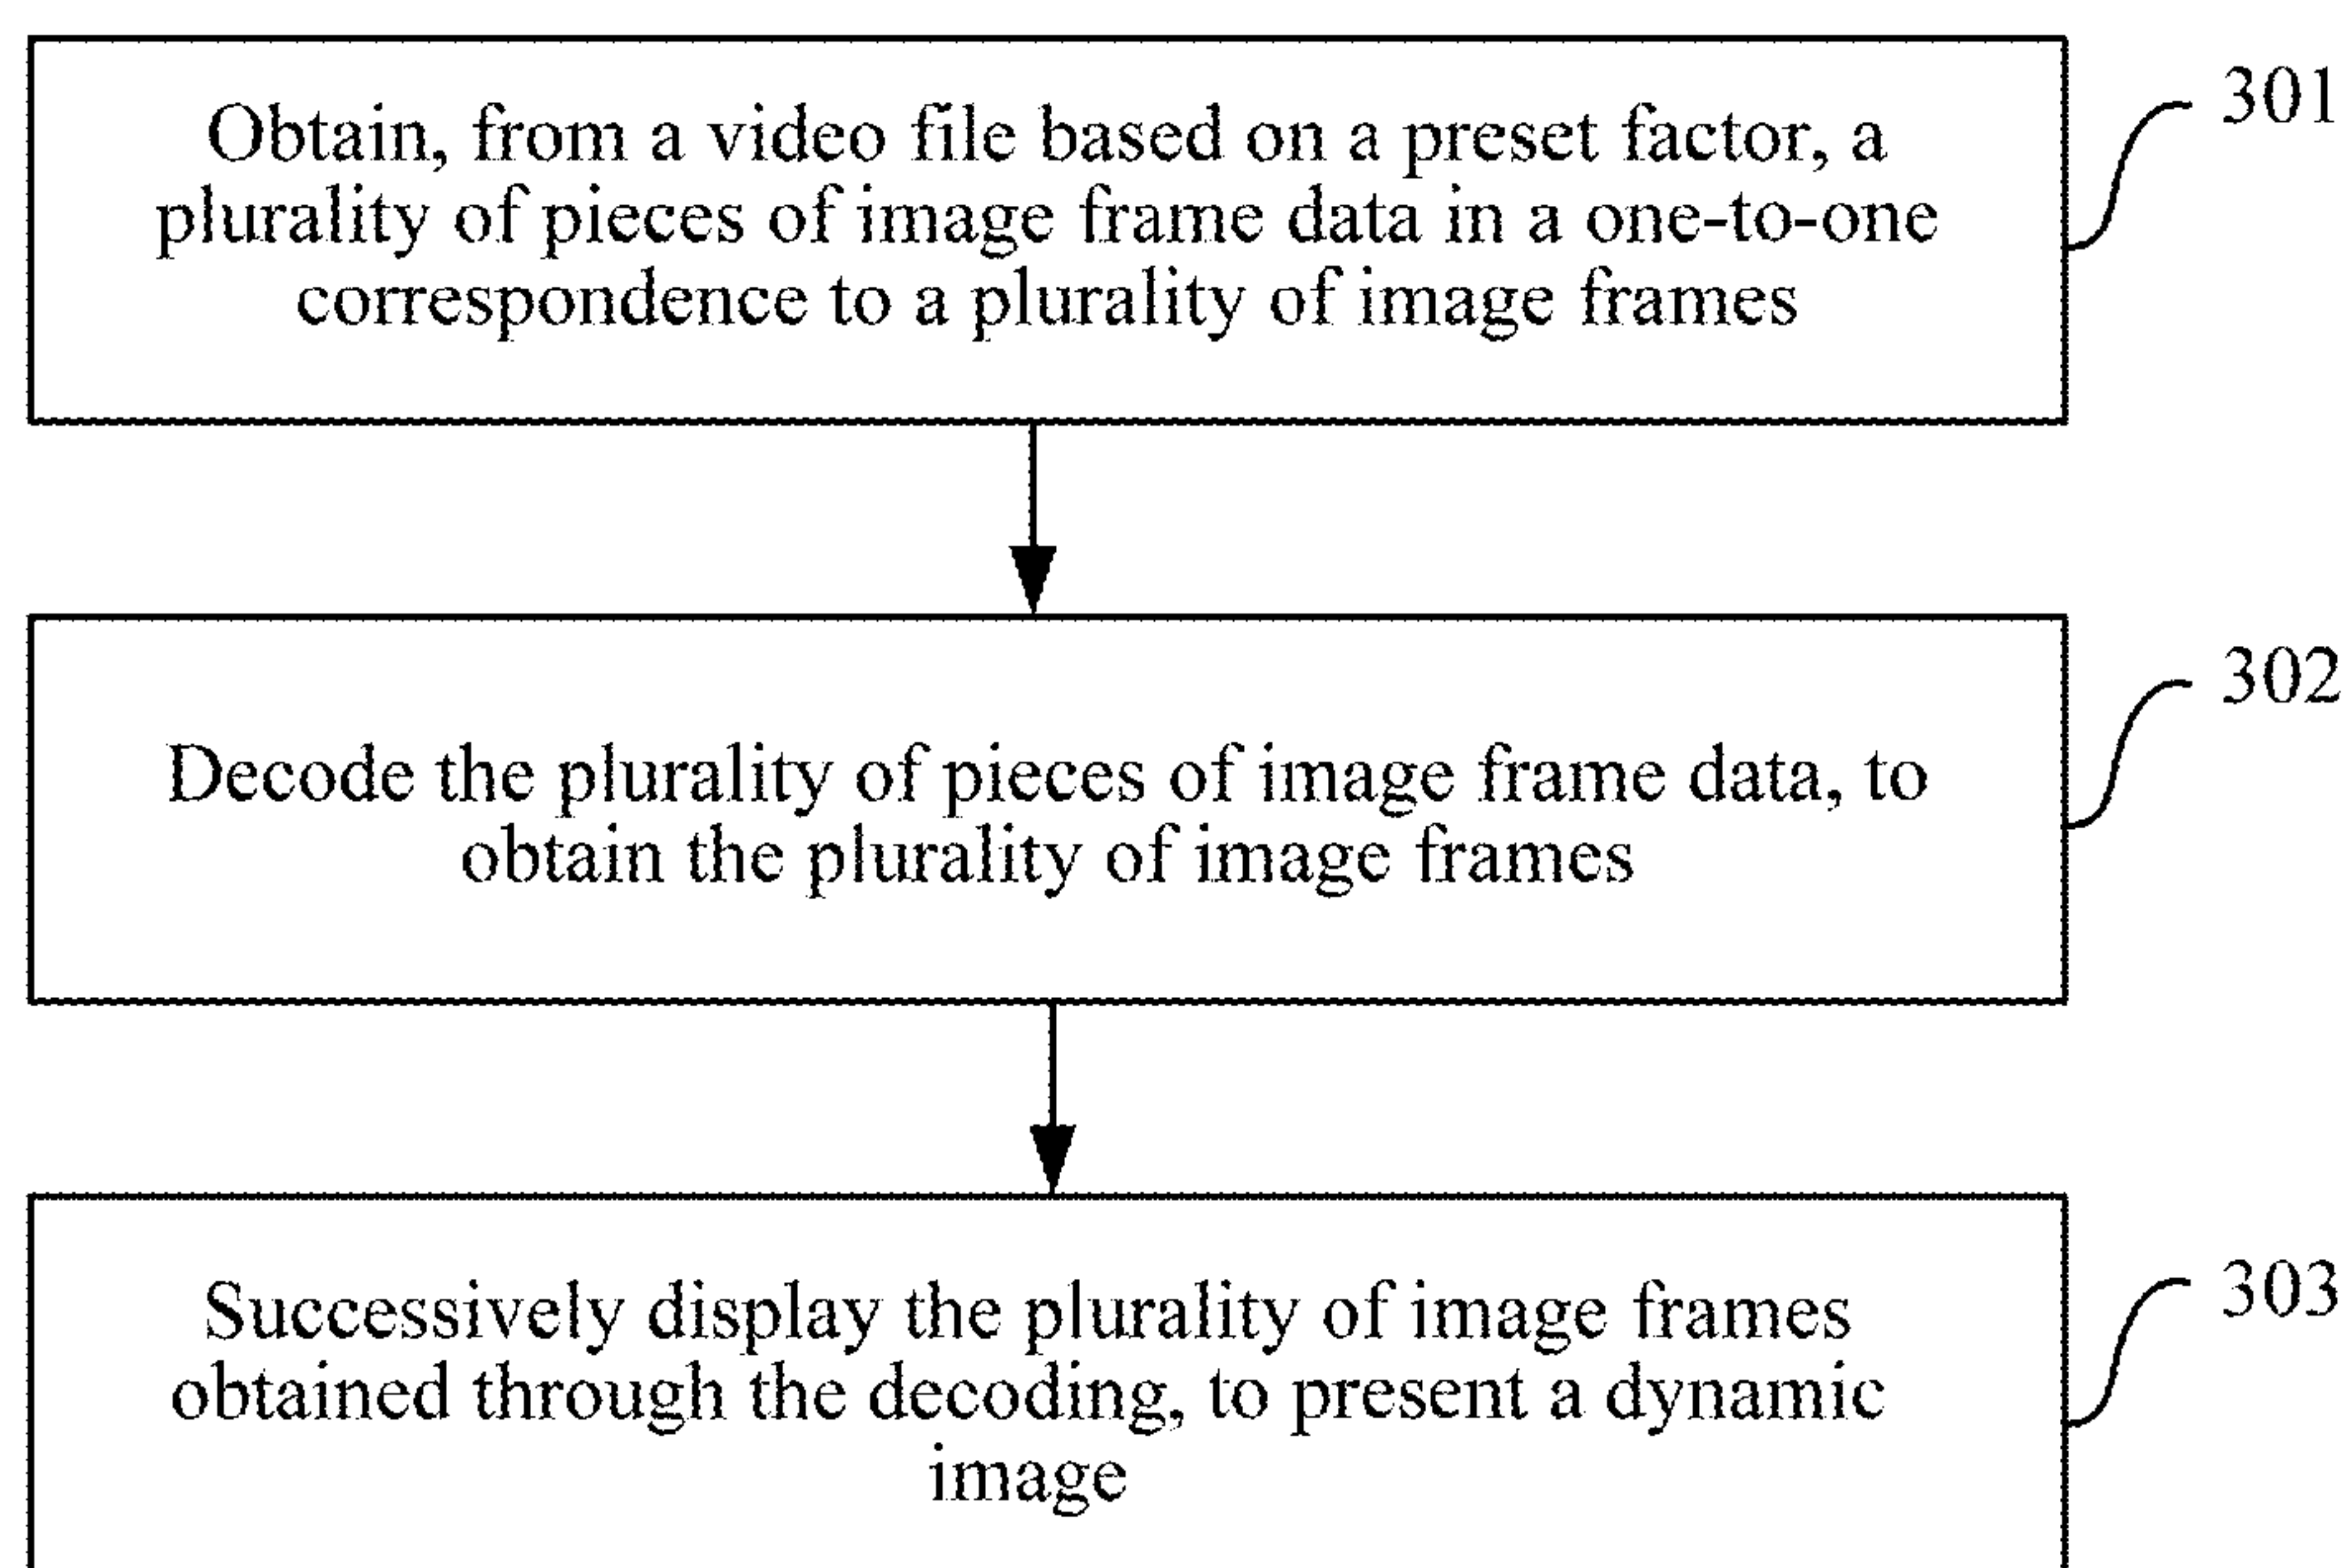 Obtain, from a video file based on a preset factor, a
plurality of pieces of image frame data in a one-to-one
correspondence to a plurality of image frames
301
Decode the plurality of pieces of image frame data, to
obtain the plurality of image frames
302
Successively display the plurality of image frames
obtained through the decoding, to present a dynamic
image
303